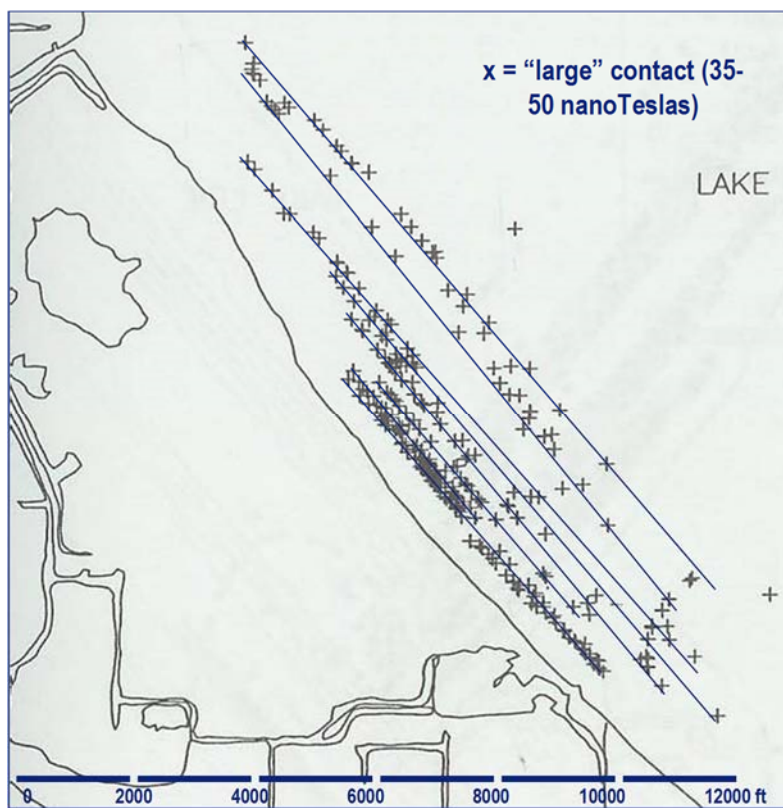 x = “large” contact (35-
50 nanoTeslas)
LAKE
0 2000 4000 6000 8000 10000 12000 ft